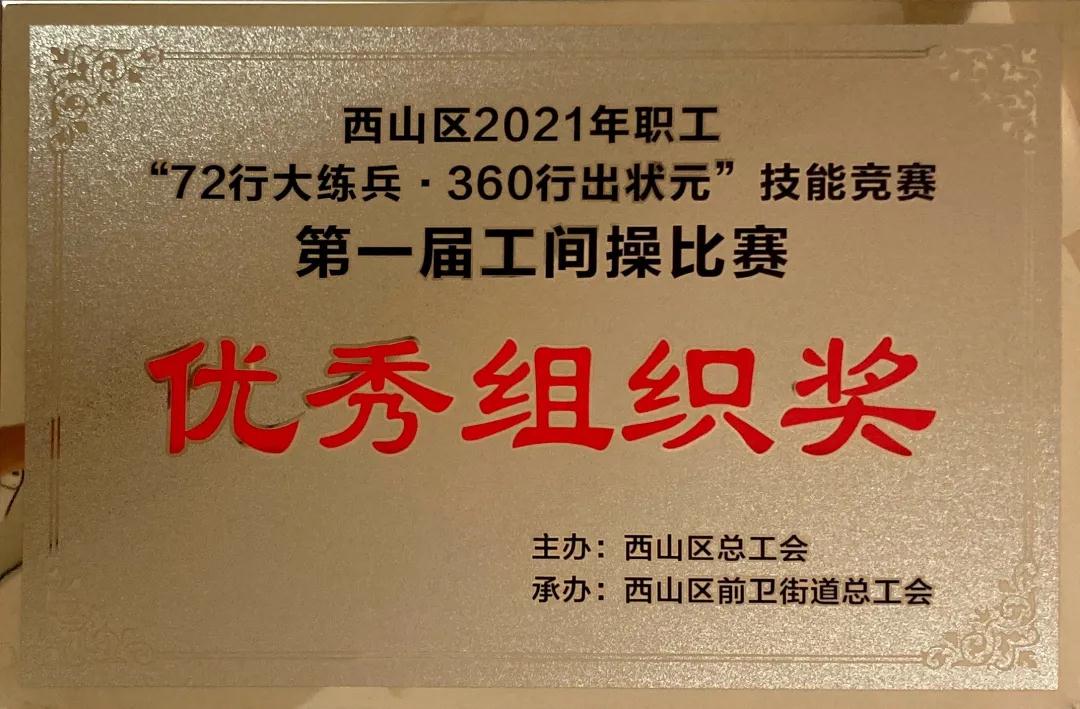 西山区2021年职工
“72行大练兵·360行出状元”技能竞赛
第一届工间操比赛
优秀组织奖
主办：西山区总工会
承办：西山区前卫街道总工会